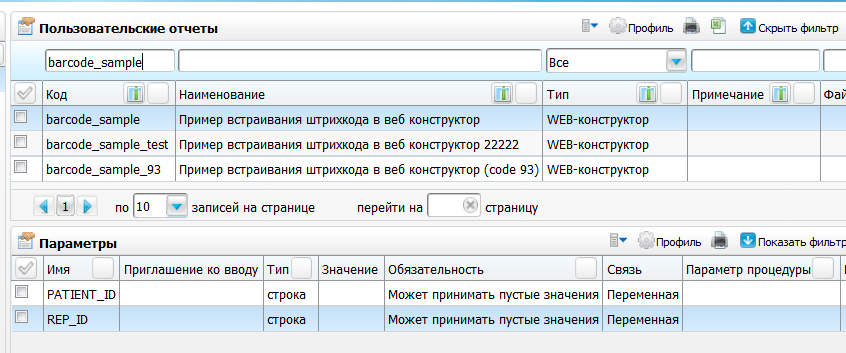 Пользовательские отчеты Профиль Скрыть фильтр
barcode_sample Все
Код Наименование Тип Примечание Фай
barcode_sample Пример встраивания штрихкода в веб конструктор WEB-конструктор
barcode_sample_test Пример встраивания штрихкода в веб конструктор 22222 WEB-конструктор
barcode_sample_93 Пример встраивания штрихкода в веб конструктор (code 93) WEB-конструктор
1 по 10 записей на странице перейти на страницу
Параметры Профиль Показать фильтр
Имя Приглашение ко вводу Тип Значение Обязательность Связь Параметр процедуры
PATIENT_ID строка Может принимать пустые значения Переменная
REP_ID строка Может принимать пустые значения Переменная